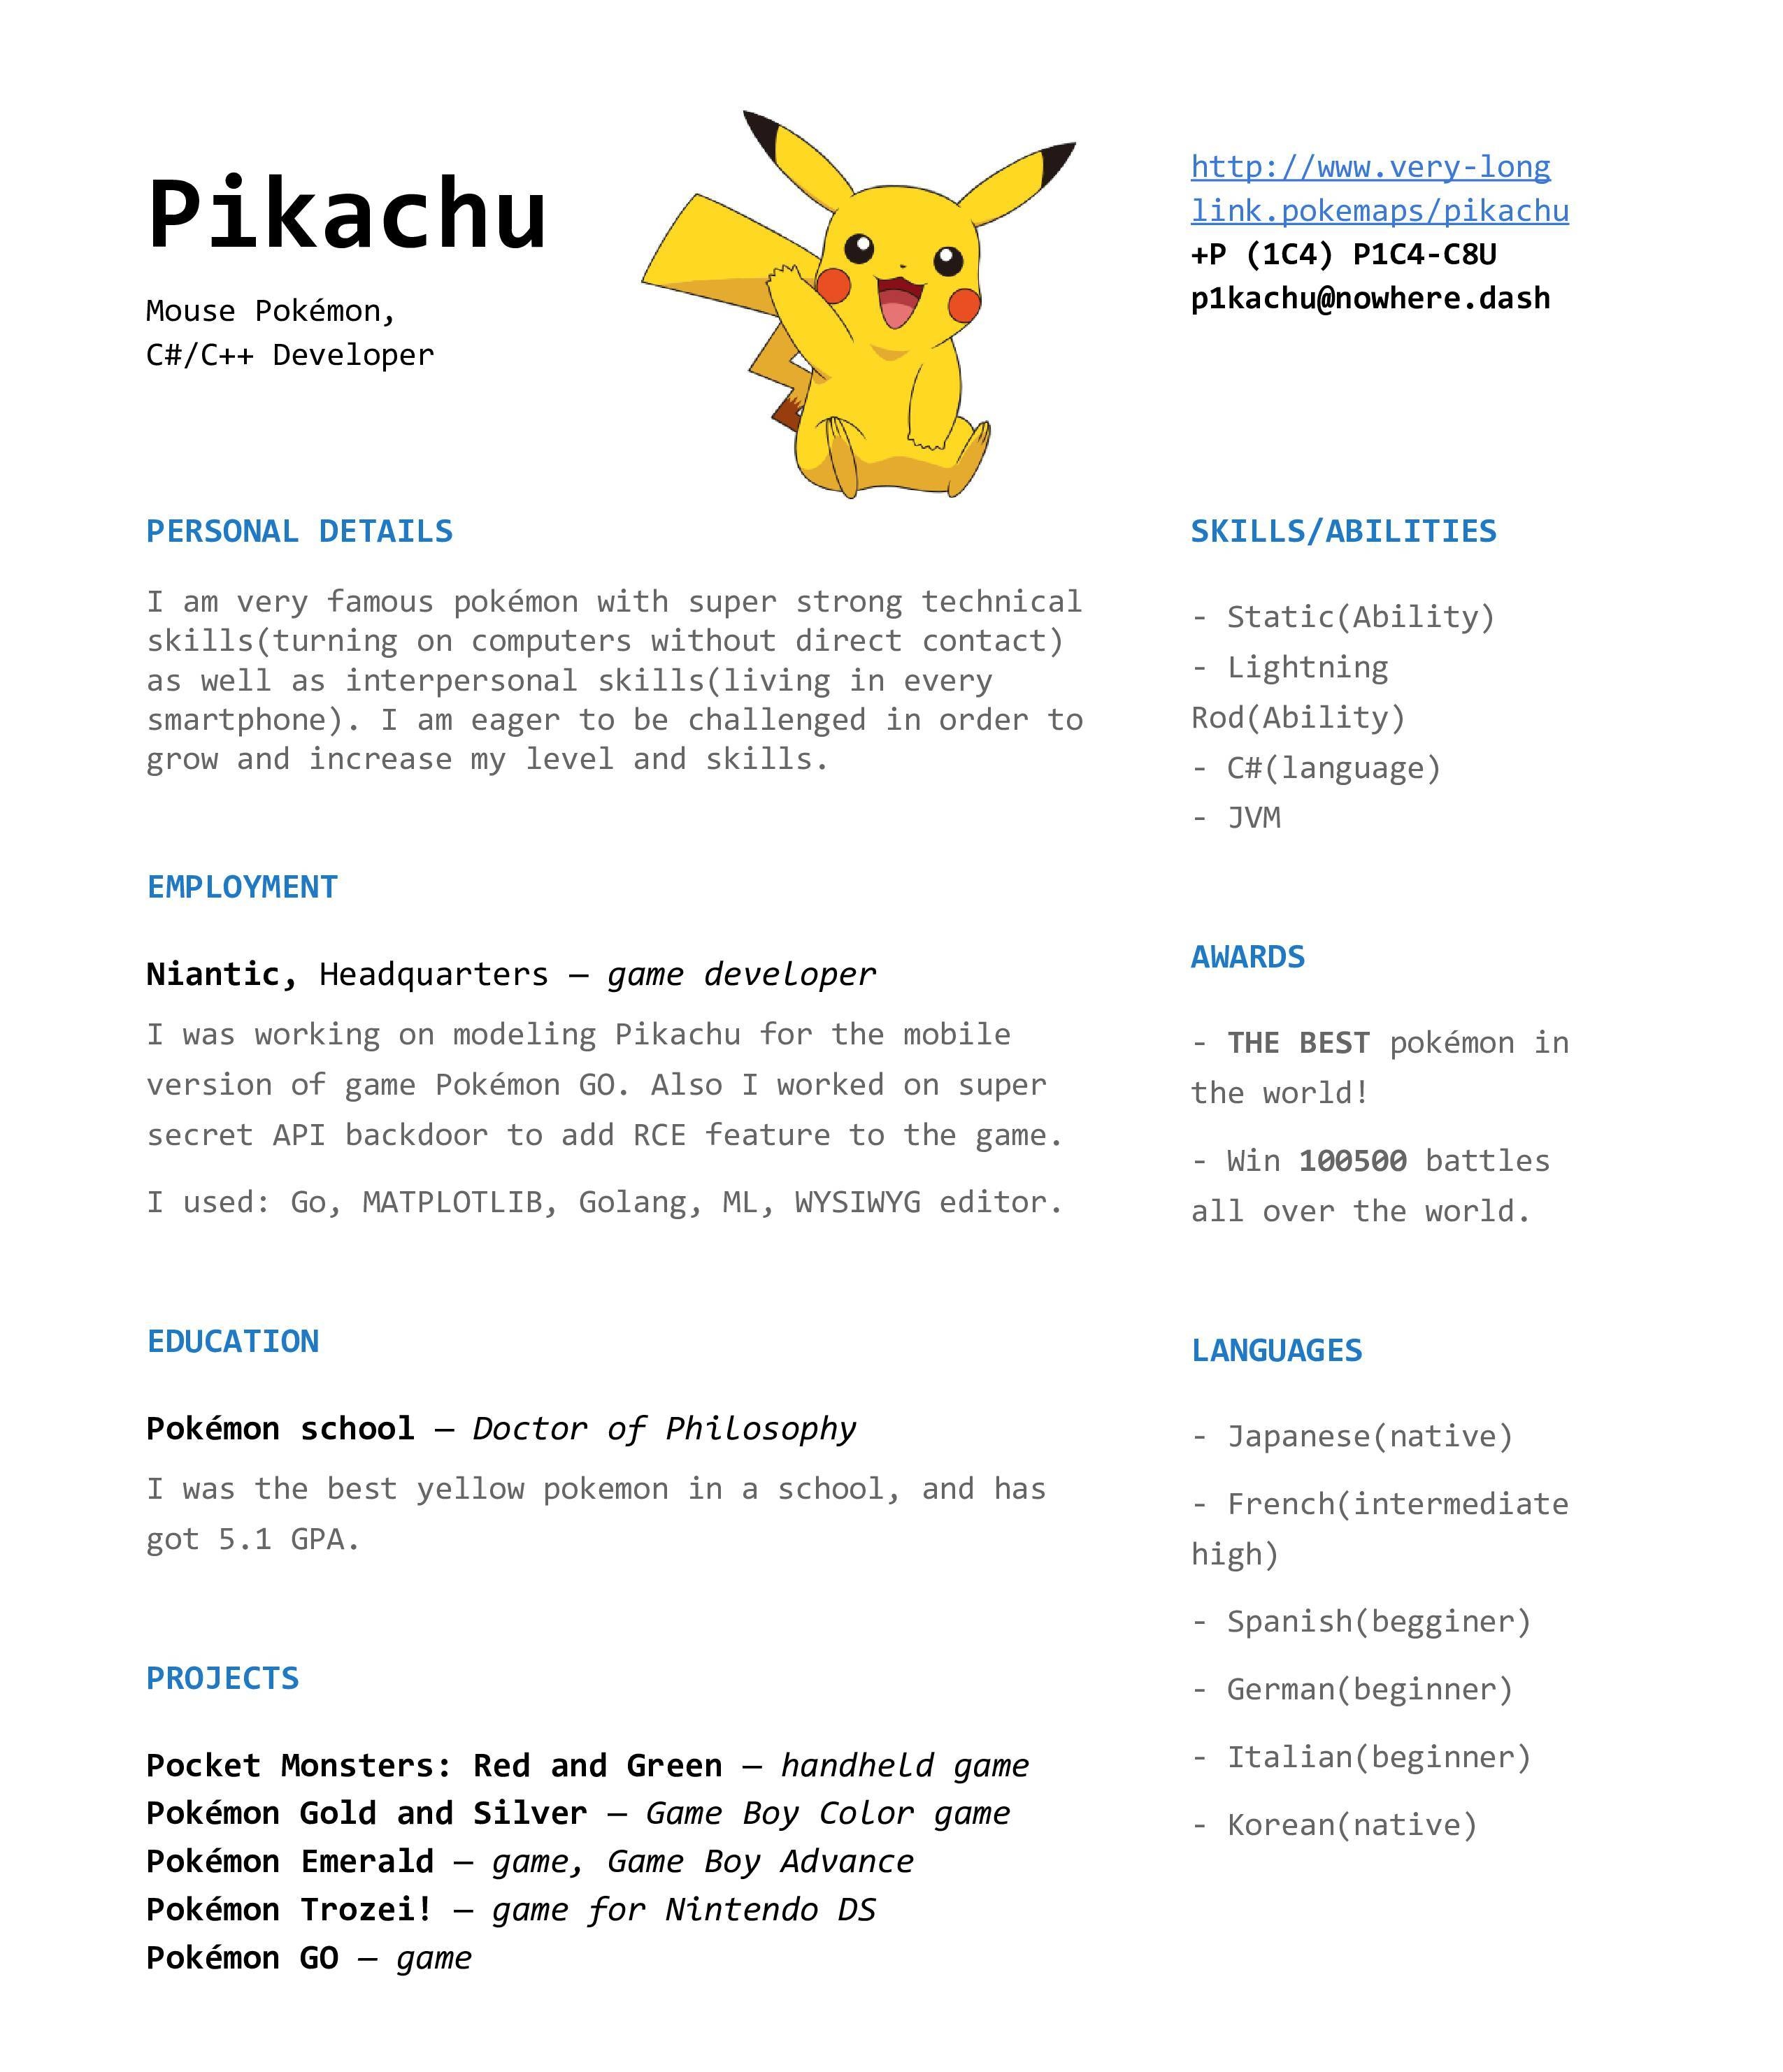 Pikachu
Mouse Pokémon,
C#/C++ Developer
http://www.very-long
link.pokemaps/pikachu
+P (1C4) P1C4-C8U
p1kachu@nowhere.dash
PERSONAL DETAILS
I am very famous pokémon with super strong technical
skills(turning on computers without direct contact)
as well as interpersonal skills(living in every
smartphone). I am eager to be challenged in order to
grow and increase my level and skills.
EMPLOYMENT
Niantic, Headquarters — game developer
I was working on modeling Pikachu for the mobile
version of game Pokémon GO. Also I worked on super
secret API backdoor to add RCE feature to the game.
I used: Go, MATPLOTLIB, Golang, ML, WYSIWYG editor.
EDUCATION
Pokémon school — Doctor of Philosophy
I was the best yellow pokemon in a school, and has
got 5.1 GPA.
PROJECTS
Pocket Monsters: Red and Green — handheld game
Pokémon Gold and Silver — Game Boy Color game
Pokémon Emerald — game, Game Boy Advance
Pokémon Trozei! — game for Nintendo DS
Pokémon GO — game
SKILLS/ABILITIES
- Static(Ability)
- Lightning
Rod(Ability)
- C#(language)
- JVM
AWARDS
- THE BEST pokémon in
the world!
- Win 100500 battles
all over the world.
LANGUAGES
- Japanese(native)
- French(intermediate
high)
- Spanish(begginer)
- German(beginner)
- Italian(beginner)
- Korean(native)